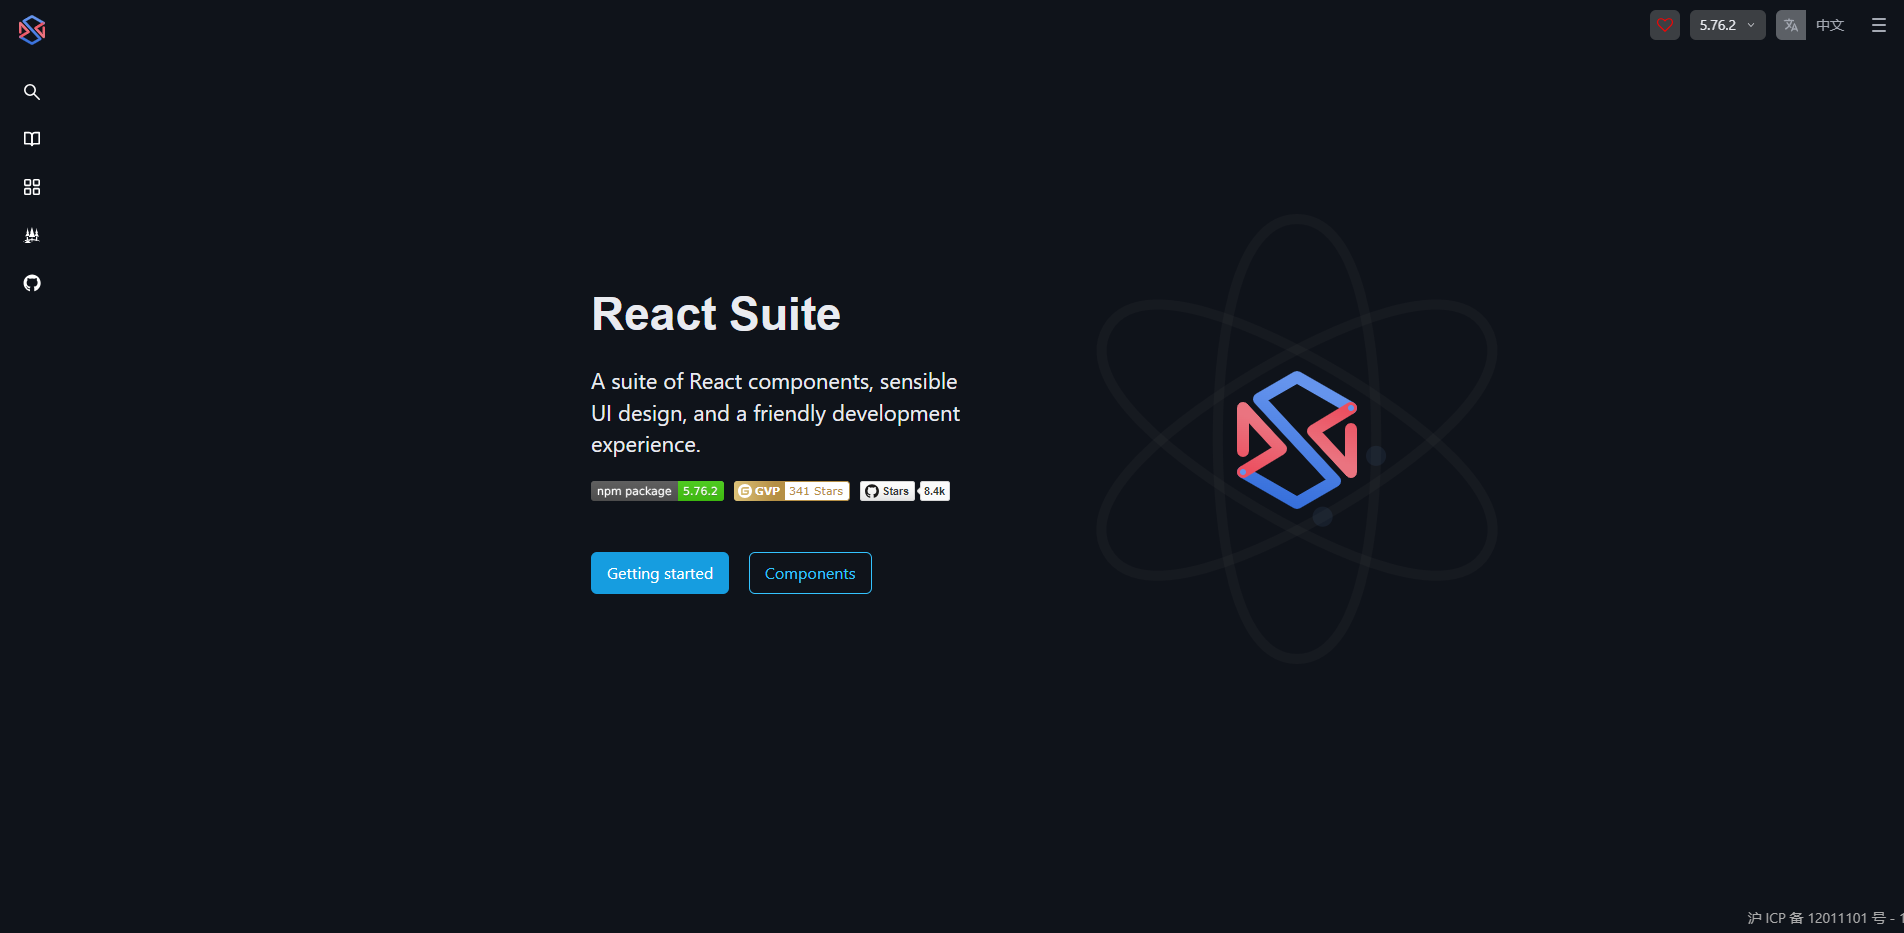 5.76.2 中文
React Suite
A suite of React components, sensible
UI design, and a friendly development
experience.
npm package 5.76.2 GVP 341 Stars Stars 8.4k
Getting started Components
沪 ICP 备 12011101 号 - 1